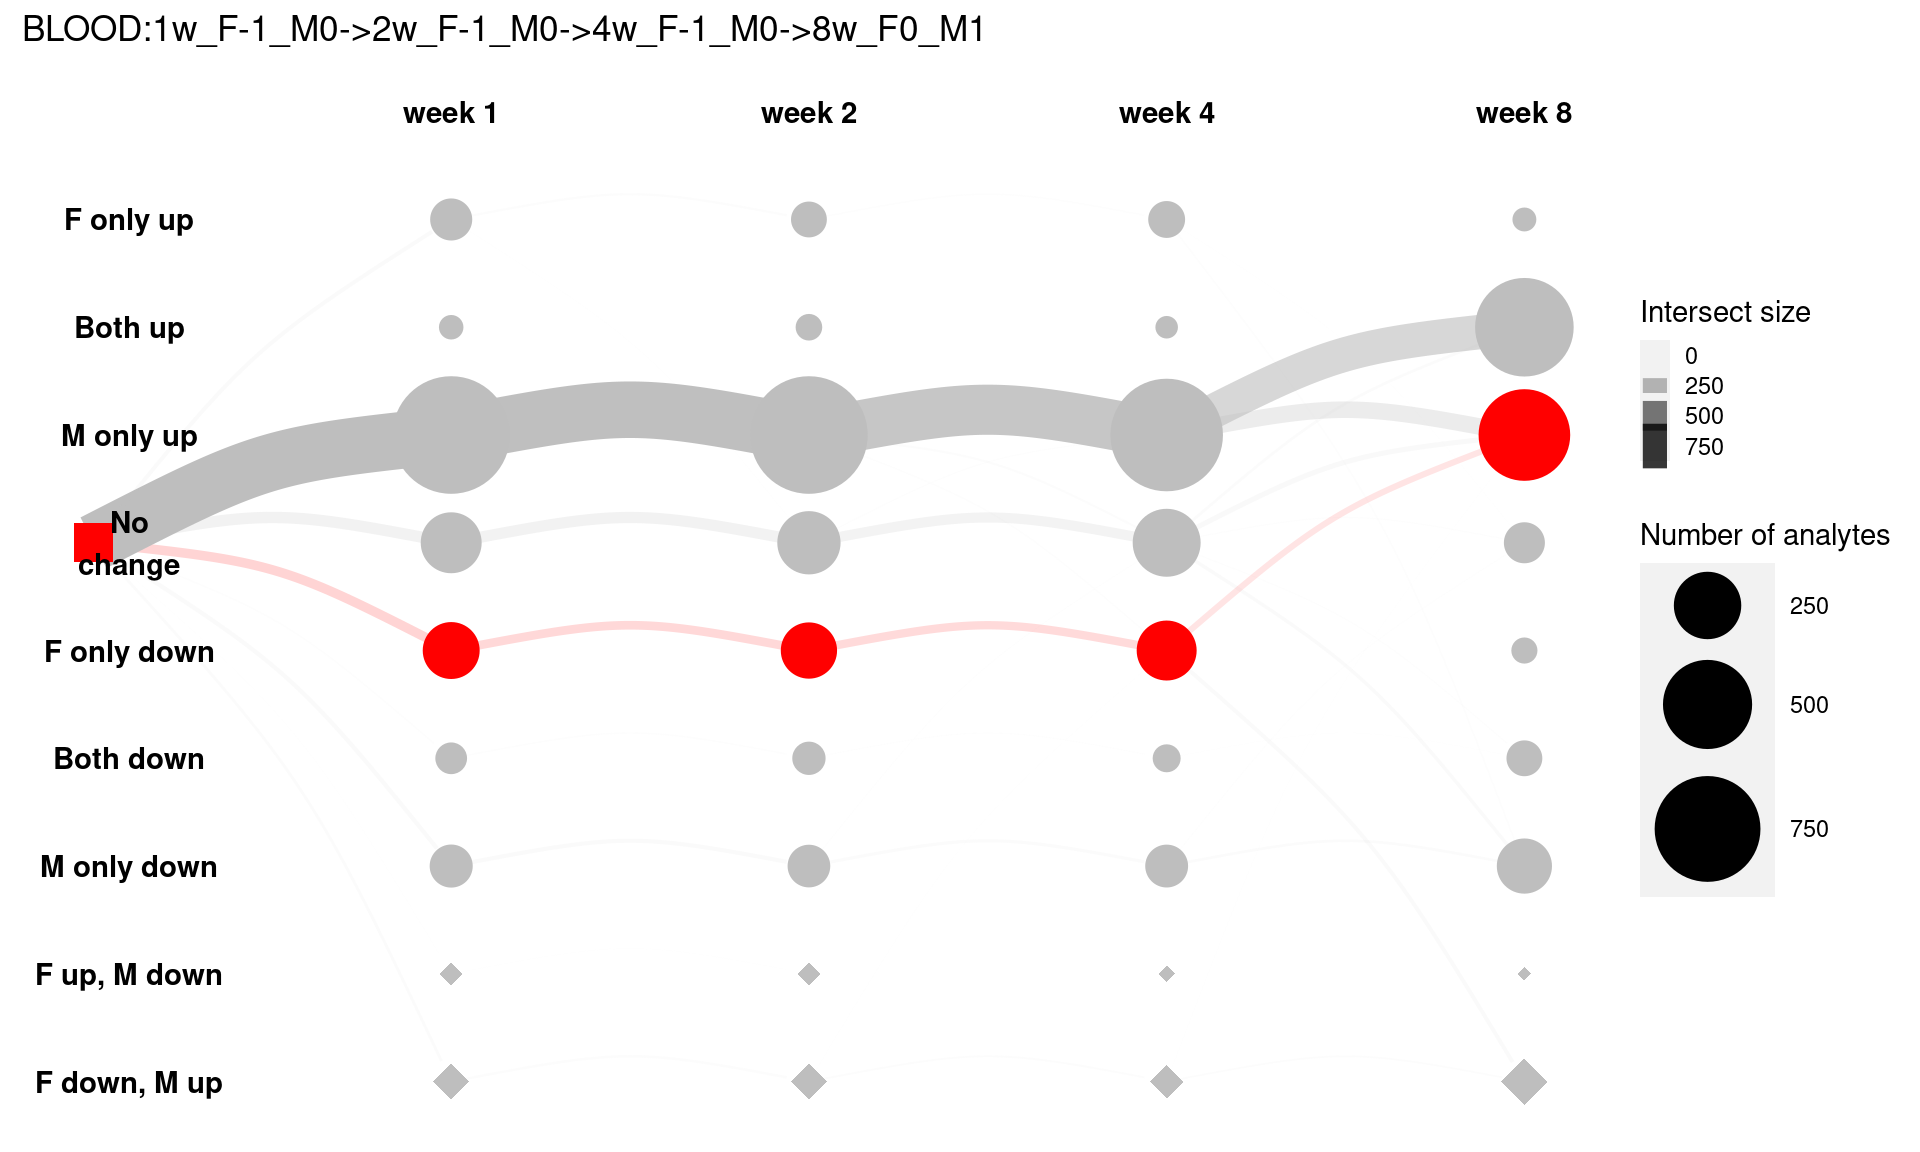 BLOOD:1w_F-1_M0->2w_F-1_M0->4w_F-1_M0->8w_F0_M1
week 1
week 2
week 4
week 8
F only up
Both up
M only up
No
change
F only down
Both down
M only down
F up, M down
F down, M up
Intersect size
0
250
500
750
Number of analytes
250
500
750